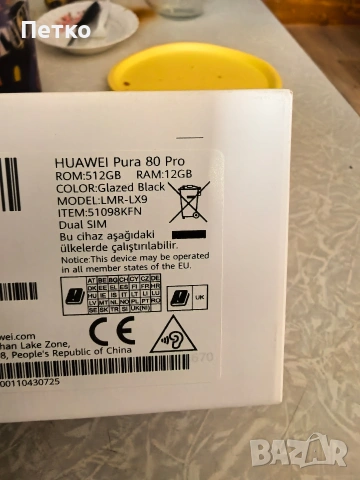 Петко
HUAWEI Pura 80 Pro
ROM:512GB RAM:12GB
COLOR:Glazed Black
MODEL:LMR-LX9
ITEM:51098KFN
Dual SIM
Bu cihaz aşağıdaki
ülkelerde çalıştırılabilir.
Notice:This device may be operated
in all member states of the EU.
AT BE BG CH CY CZ
DK EE EL ES FI FR HR
HU IE IS IT LI LT LU
LV MT NL NO PL PT RO
SE SI SK TR
UK
CE
wei.com
han Lake Zone,
8, People's Republic of China
00110430725
BAZAR
bg